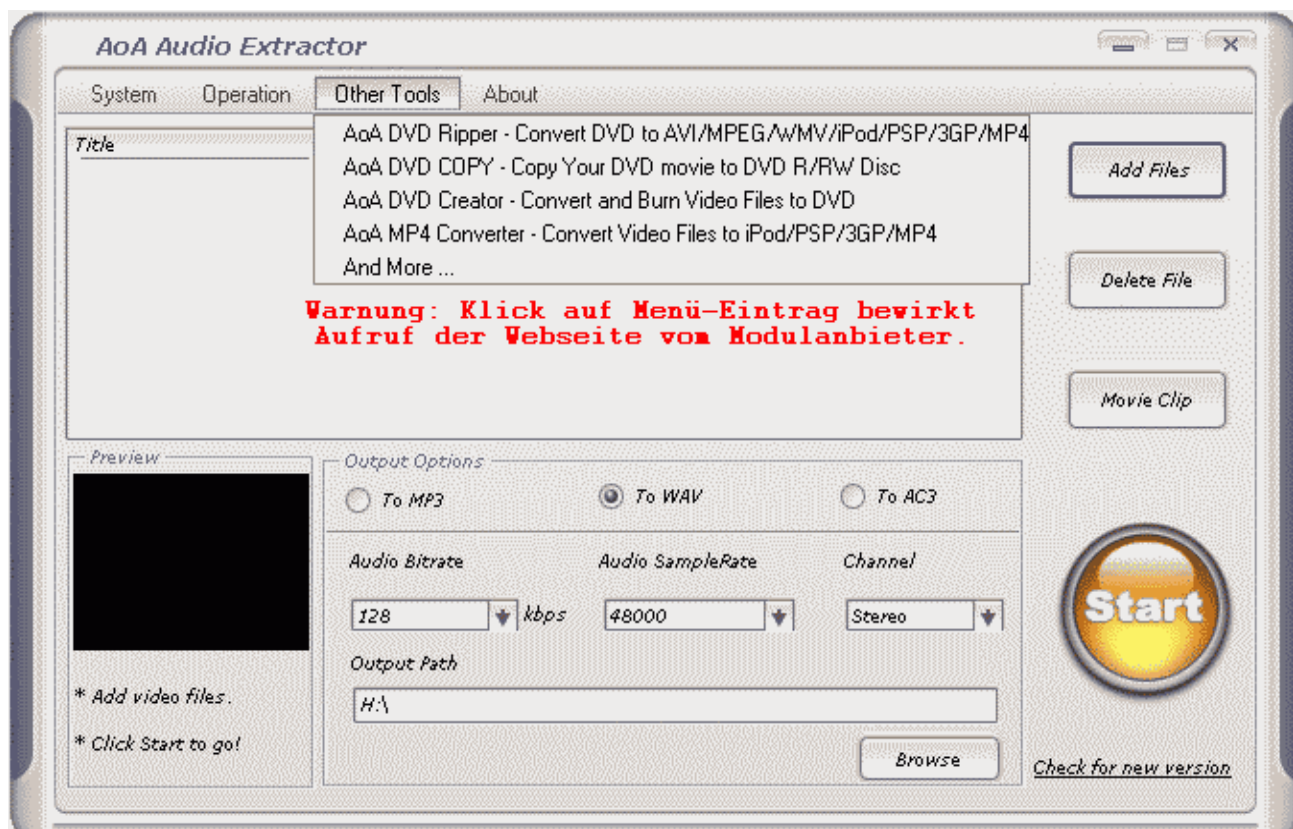 AoA Audio Extractor
System Operation Other Tools About
Title
AoA DVD Ripper - Convert DVD to AVI/MPEG/WMV/iPod/PSP/3GP/MP4
AoA DVD COPY - Copy Your DVD movie to DVD R/RW Disc
AoA DVD Creator - Convert and Burn Video Files to DVD
AoA MP4 Converter - Convert Video Files to iPod/PSP/3GP/MP4
And More ...
Warnung: Klick auf Menü-Eintrag bewirkt
Aufruf der Webseite vom Modulanbieter.
Add Files
Delete File
Movie Clip
Preview
* Add video files.
* Click Start to go!
Output Options
To MP3 To WAV To AC3
Audio Bitrate Audio SampleRate Channel
128 kbps 48000 Stereo
Output Path
H:\
Browse
Start
Check for new version